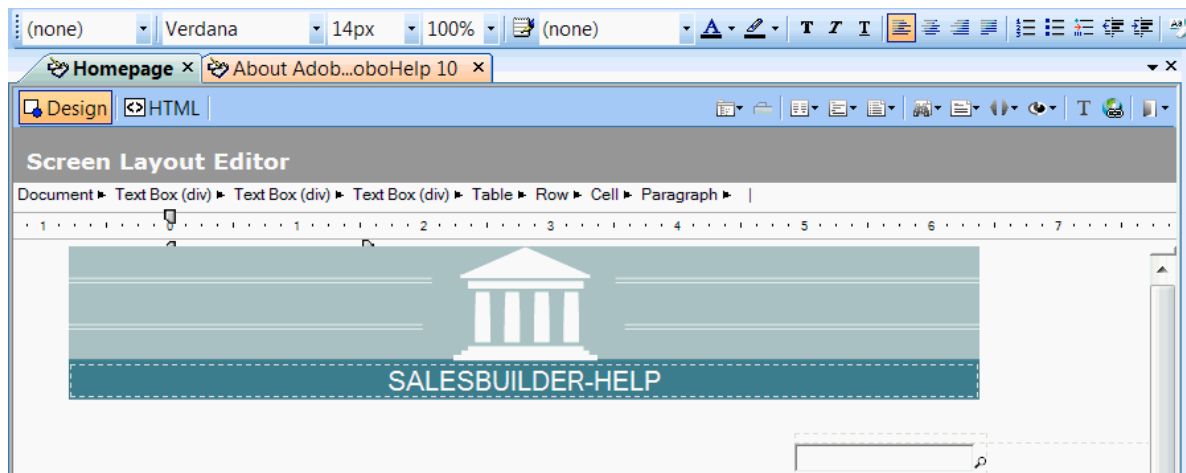 (none) Verdana 14px 100% (none) A T T T
Homepage × About Adob...oboHelp 10 ×
Design HTML T
Screen Layout Editor
Document Text Box (div) Text Box (div) Text Box (div) Table Row Cell Paragraph
1 0 1 2 3 4 5 6 7
SALESBUILDER-HELP